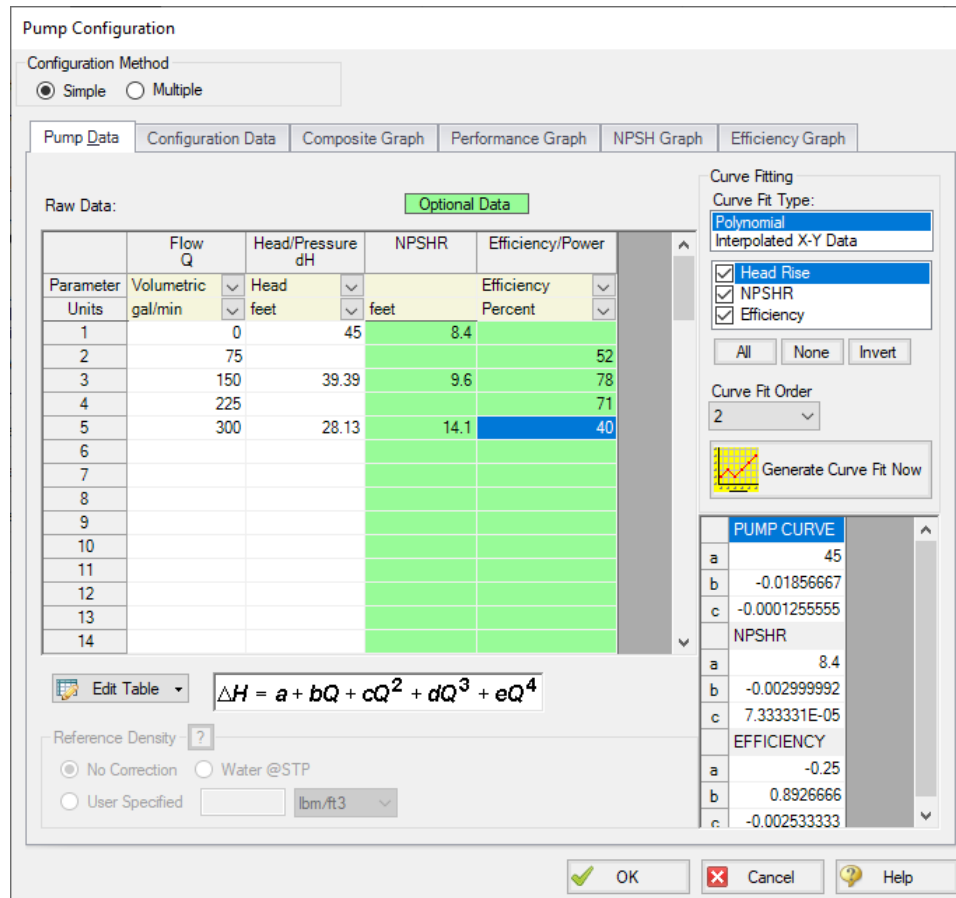 Pump Configuration
Configuration Method
Simple Multiple
Pump Data Configuration Data Composite Graph Performance Graph NPSH Graph Efficiency Graph
Raw Data: Optional Data
Flow Q Head/Pressure dH NPSHR Efficiency/Power
Parameter Volumetric Head Efficiency
Units gal/min feet feet Percent
1 0 45 8.4
2 75 52
3 150 39.39 9.6 78
4 225 71
5 300 28.13 14.1 40
6
7
8
9
10
11
12
13
14
Edit Table
ΔH = a + bQ + cQ² + dQ³ + eQ⁴
Reference Density ?
No Correction Water @STP
User Specified lbm/ft3
Curve Fitting
Curve Fit Type:
Polynomial
Interpolated X-Y Data
Head Rise
NPSHR
Efficiency
All None Invert
Curve Fit Order
2
Generate Curve Fit Now
PUMP CURVE
a 45
b -0.01856667
c -0.0001255555
NPSHR
a 8.4
b -0.002999992
c 7.333331E-05
EFFICIENCY
a -0.25
b 0.8926666
c -0.002533333
OK Cancel Help